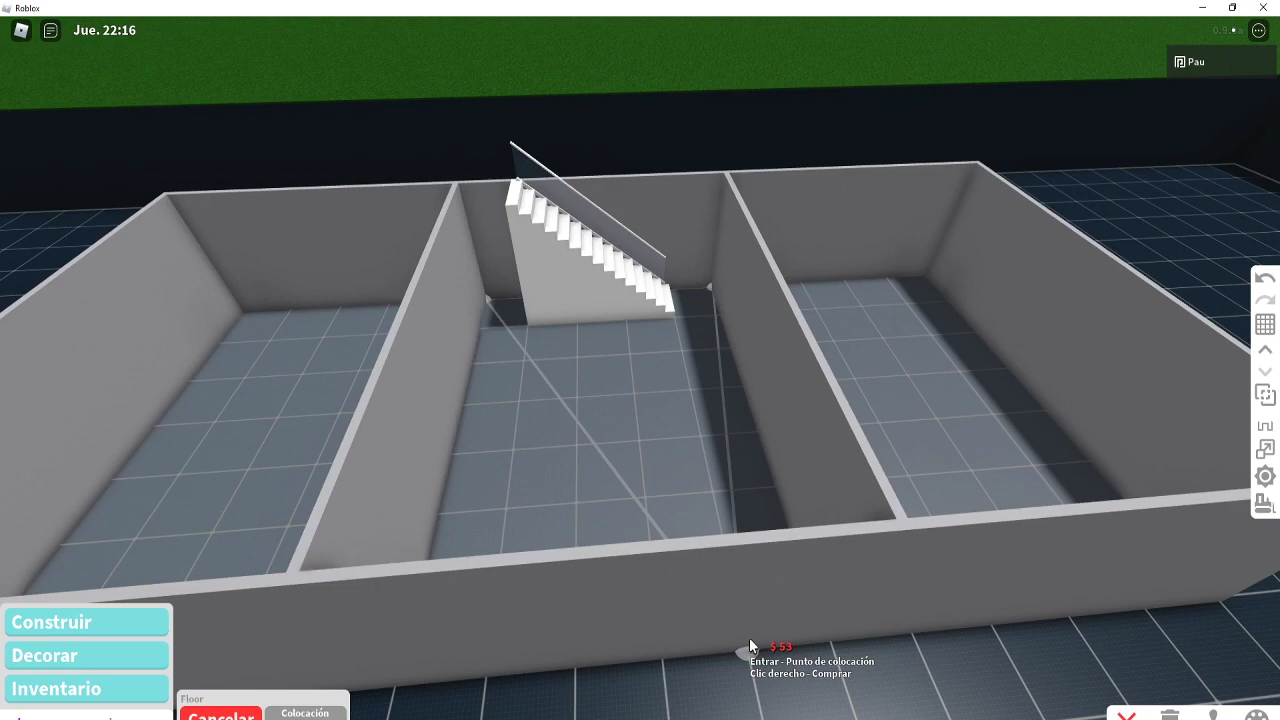 Roblox
Jue. 22:16
Pau
$ 53
Entrar - Punto de colocación
Clic derecho - Comprar
Construir
Decorar
Inventario
Floor
Cancelar
Colocación